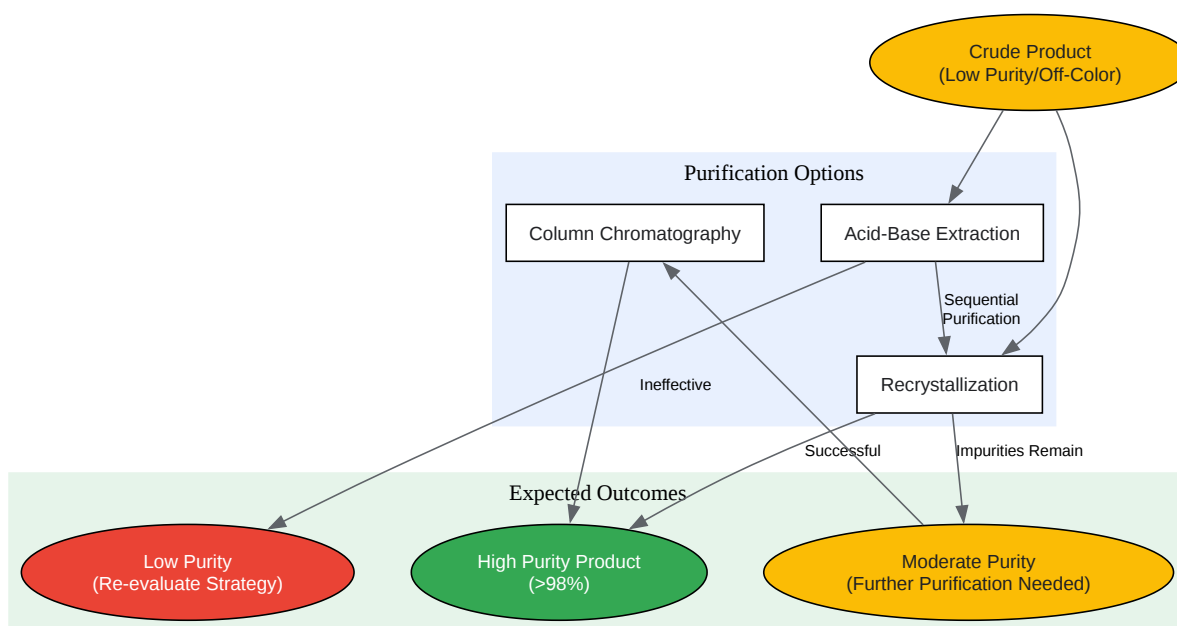 Crude Product
(Low Purity/Off-Color)
Purification Options
Column Chromatography
Acid-Base Extraction
Sequential
Purification
Ineffective
Recrystallization
Successful
Impurities Remain
Expected Outcomes
Low Purity
(Re-evaluate Strategy)
High Purity Product
(>98%)
Moderate Purity
(Further Purification Needed)